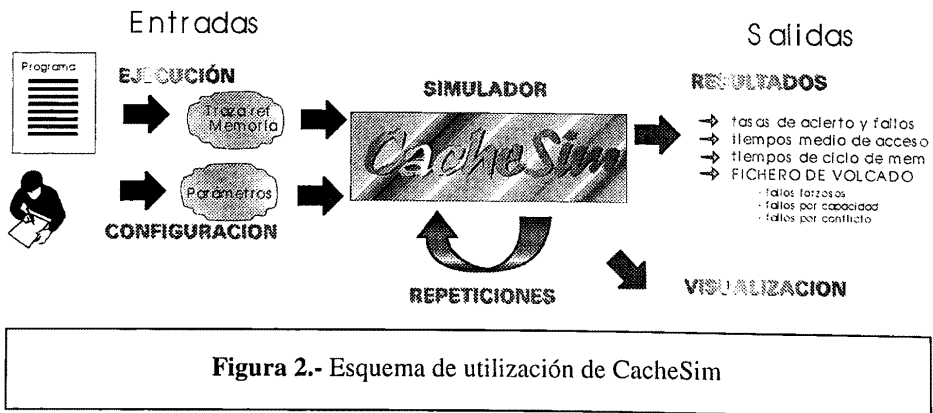 Entradas
Salidas
Programa
EJECUCIÓN
Traza ref
Memoria
SIMULADOR
CacheSim
RESULTADOS
tasas de acierto y fallos
tiempos medio de acceso
tiempos de ciclo de mem
FICHERO DE VOLCADO
- fallos forzosos
- fallos por capacidad
- fallos por conflicto
Parámetros
CONFIGURACION
REPETICIONES
VISUALIZACION
Figura 2.- Esquema de utilización de CacheSim